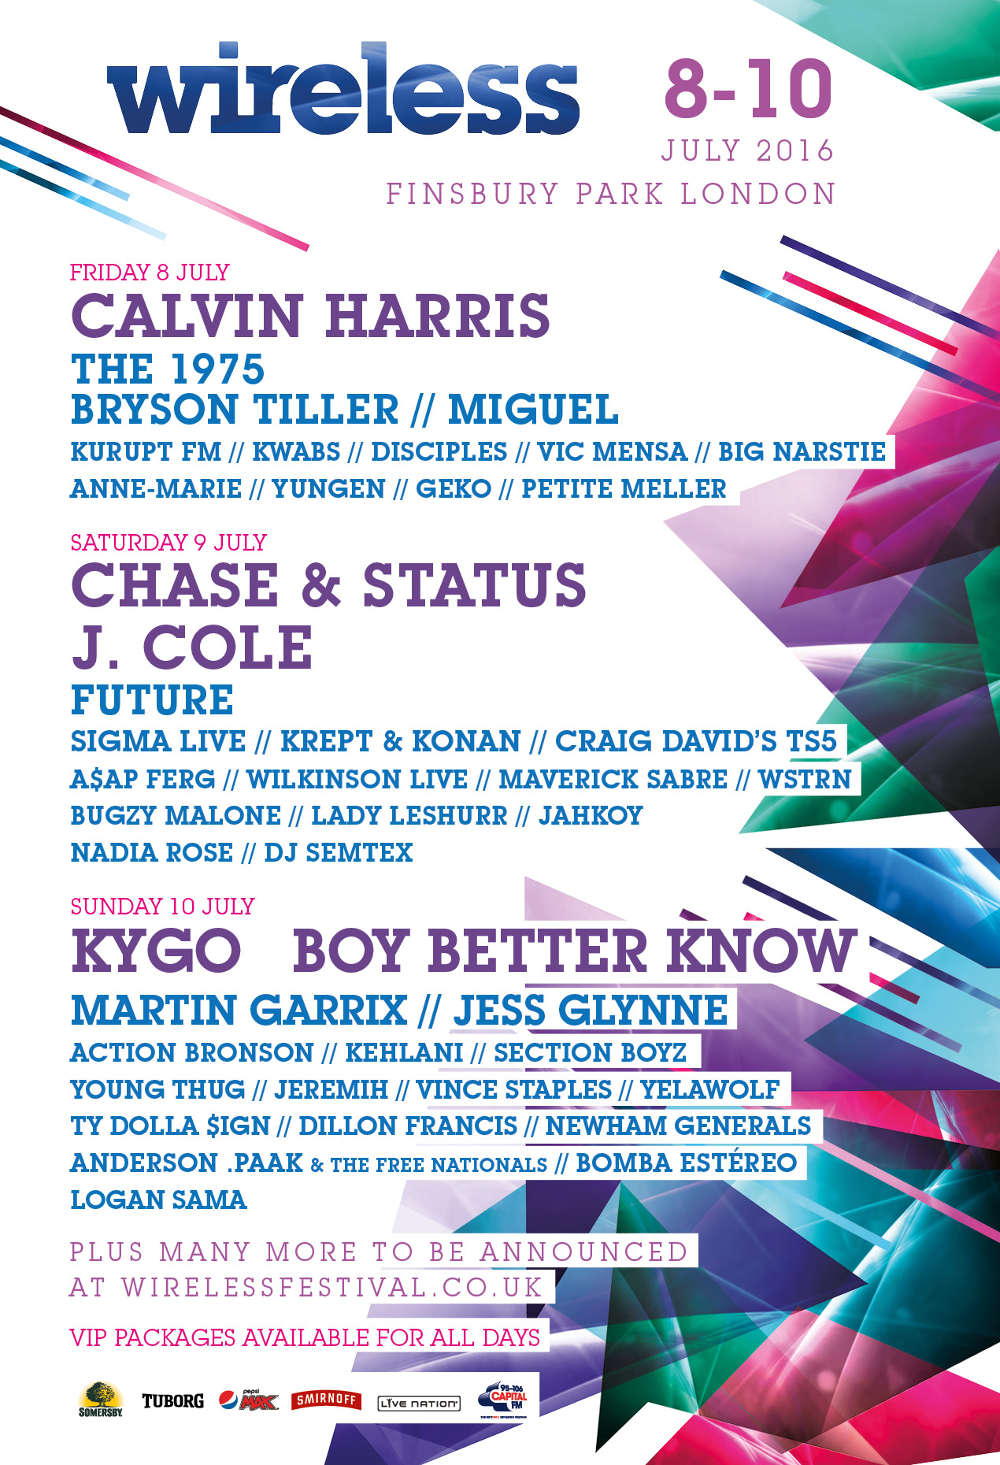 wireless
8-10
JULY 2016
FINSBURY PARK LONDON
FRIDAY 8 JULY
CALVIN HARRIS
THE 1975
BRYSON TILLER // MIGUEL
KURUPT FM // KWABS // DISCIPLES // VIC MENSA // BIG NARSTIE
ANNE-MARIE // YUNGEN // GEKO // PETITE MELLER
SATURDAY 9 JULY
CHASE & STATUS
J. COLE
FUTURE
SIGMA LIVE // KREPT & KONAN // CRAIG DAVID'S TS5
A$AP FERG // WILKINSON LIVE // MAVERICK SABRE // WSTRN
BUGZY MALONE // LADY LESHURR // JAHKOY
NADIA ROSE // DJ SEMTEX
SUNDAY 10 JULY
KYGO BOY BETTER KNOW
MARTIN GARRIX // JESS GLYNNE
ACTION BRONSON // KEHLANI // SECTION BOYZ
YOUNG THUG // JEREMIH // VINCE STAPLES // YELAWOLF
TY DOLLA $IGN // DILLON FRANCIS // NEWHAM GENERALS
ANDERSON .PAAK & THE FREE NATIONALS // BOMBA ESTÉREO
LOGAN SAMA
PLUS MANY MORE TO BE ANNOUNCED
AT WIRELESSFESTIVAL.CO.UK
VIP PACKAGES AVAILABLE FOR ALL DAYS
SOMERSBY
TUBORG
pepsi MAX
SMIRNOFF
LIVE NATION
95-106 CAPITAL FM